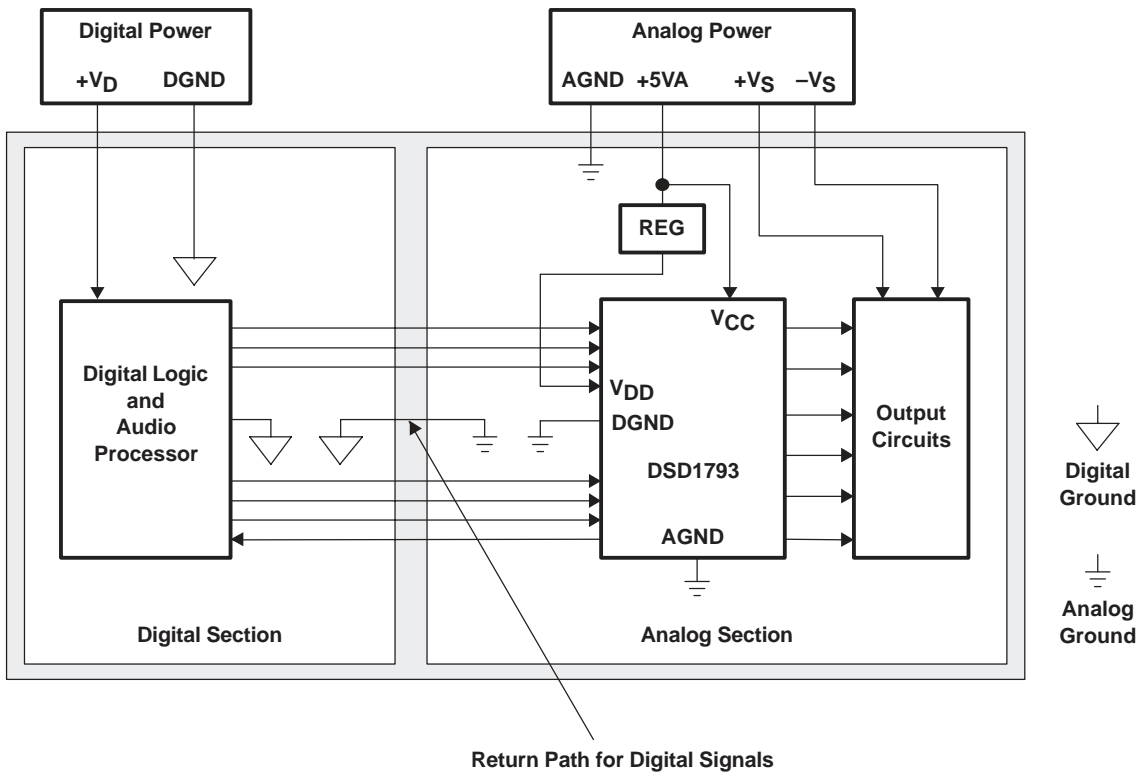 Digital Power
+VD DGND
Analog Power
AGND +5VA +VS –VS
REG
VCC
VDD
DGND
DSD1793
AGND
Digital Logic
and
Audio
Processor
Output
Circuits
Digital
Ground
Analog
Ground
Digital Section
Analog Section
Return Path for Digital Signals